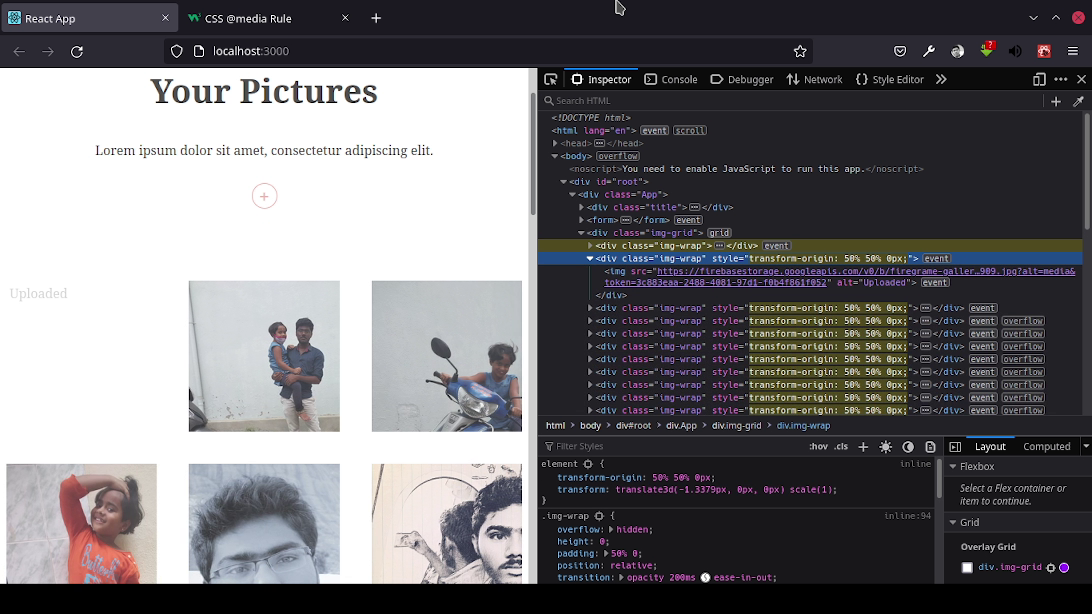 React App
CSS @media Rule
localhost:3000
?
Your Pictures
Lorem ipsum dolor sit amet, consectetur adipiscing elit.
Uploaded
Inspector Console Debugger Network Style Editor
Search HTML
<!DOCTYPE html>
<html lang="en"> event scroll
<head> ⋯ </head>
<body> overflow
<noscript>You need to enable JavaScript to run this app.</noscript>
<div id="root">
<div class="App">
<div class="title"> ⋯ </div>
<form> ⋯ </form> event
<div class="img-grid"> grid
<div class="img-wrap"> ⋯ </div> event
<div class="img-wrap" style="transform-origin: 50% 50% 0px;"> event
<img src="https://firebasestorage.googleapis.com/v0/b/firegrame-galler…909.jpg?alt=media&
token=3c883eaa-2488-4081-97d1-f0b4f861f052" alt="Uploaded"> event
</div>
<div class="img-wrap" style="transform-origin: 50% 50% 0px;"> ⋯ </div> event
<div class="img-wrap" style="transform-origin: 50% 50% 0px;"> ⋯ </div> event overflow
<div class="img-wrap" style="transform-origin: 50% 50% 0px;"> ⋯ </div> event overflow
<div class="img-wrap" style="transform-origin: 50% 50% 0px;"> ⋯ </div> event overflow
<div class="img-wrap" style="transform-origin: 50% 50% 0px;"> ⋯ </div> event overflow
<div class="img-wrap" style="transform-origin: 50% 50% 0px;"> ⋯ </div> event overflow
<div class="img-wrap" style="transform-origin: 50% 50% 0px;"> ⋯ </div> event overflow
<div class="img-wrap" style="transform-origin: 50% 50% 0px;"> ⋯ </div> event overflow
<div class="img-wrap" style="transform-origin: 50% 50% 0px;"> ⋯ </div> event overflow
html > body > div#root > div.App > div.img-grid > div.img-wrap
Filter Styles :hov .cls +
element { inline
transform-origin: 50% 50% 0px;
transform: translate3d(-1.3379px, 0px, 0px) scale(1);
}
.img-wrap { inline:94
overflow: hidden;
height: 0;
padding: 50% 0;
position: relative;
transition: opacity 200ms ease-in-out;
Layout Computed
Flexbox
Select a Flex container or
item to continue.
Grid
Overlay Grid
div.img-grid